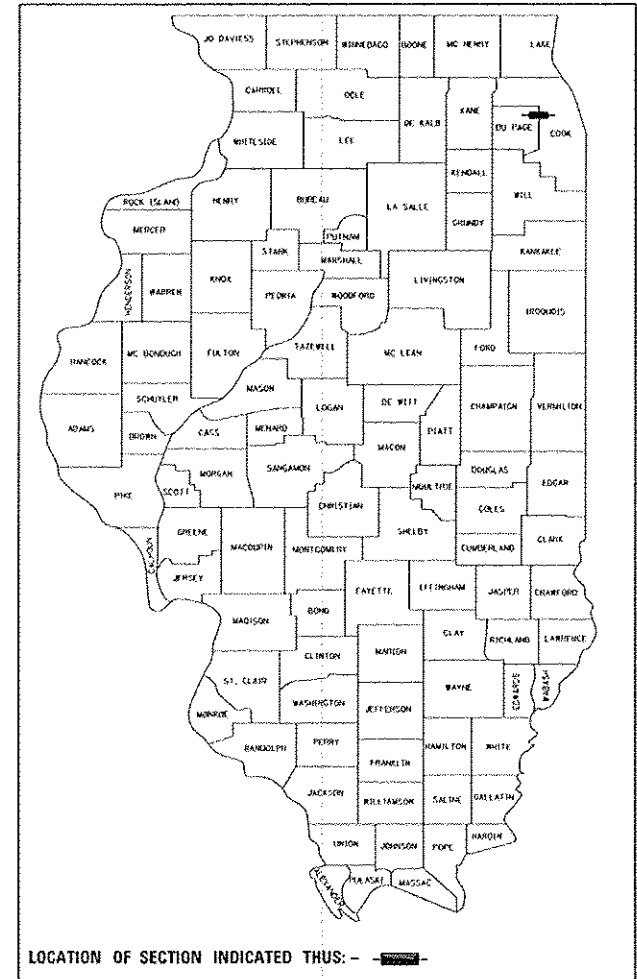 JO DAVIESS STEPHENSON WINNEBAGO BOONE MC HENRY LAKE
CARROLL OGLE DE KALB KANE DU PAGE COOK
WHITESIDE LEE
KENDALL WILL
ROCK ISLAND HENRY BUREAU LA SALLE GRUNDY
MERCER PUTNAM KANKAKEE
STARK MARSHALL
HENDERSON WARREN KNOX PEORIA WOODFORD LIVINGSTON IROQUOIS
HANCOCK MC DONOUGH FULTON TAZEWELL MC LEAN FORD
SCHUYLER MASON
ADAMS BROWN CASS MENARD LOGAN DE WITT PIATT CHAMPAIGN VERMILION
MACON
PIKE SCOTT MORGAN SANGAMON MOULTRIE DOUGLAS EDGAR
CHRISTIAN COLES
CALHOUN GREENE MACOUPIN MONTGOMERY SHELBY CUMBERLAND CLARK
JERSEY FAYETTE EFFINGHAM JASPER CRAWFORD
MADISON BOND
CLAY RICHLAND LAWRENCE
CLINTON MARION
ST. CLAIR WAYNE EDWARDS WABASH
MONROE WASHINGTON JEFFERSON
RANDOLPH PERRY HAMILTON WHITE
FRANKLIN
JACKSON WILLIAMSON SALINE GALLATIN
UNION JOHNSON POPE HARDIN
ALEXANDER PULASKI MASSAC
LOCATION OF SECTION INDICATED THUS: -